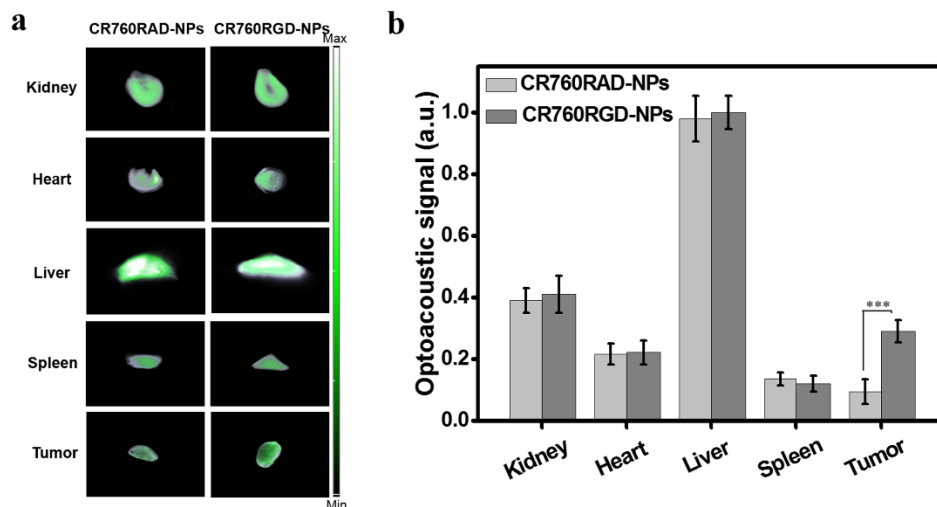 a
CR760RAD-NPs CR760RGD-NPs
Max
Kidney
Heart
Liver
Spleen
Tumor
Min
b
CR760RAD-NPs
CR760RGD-NPs
Optoacoustic signal (a.u.)
1.0
0.8
0.6
0.4
0.2
0.0
***
Kidney Heart Liver Spleen Tumor